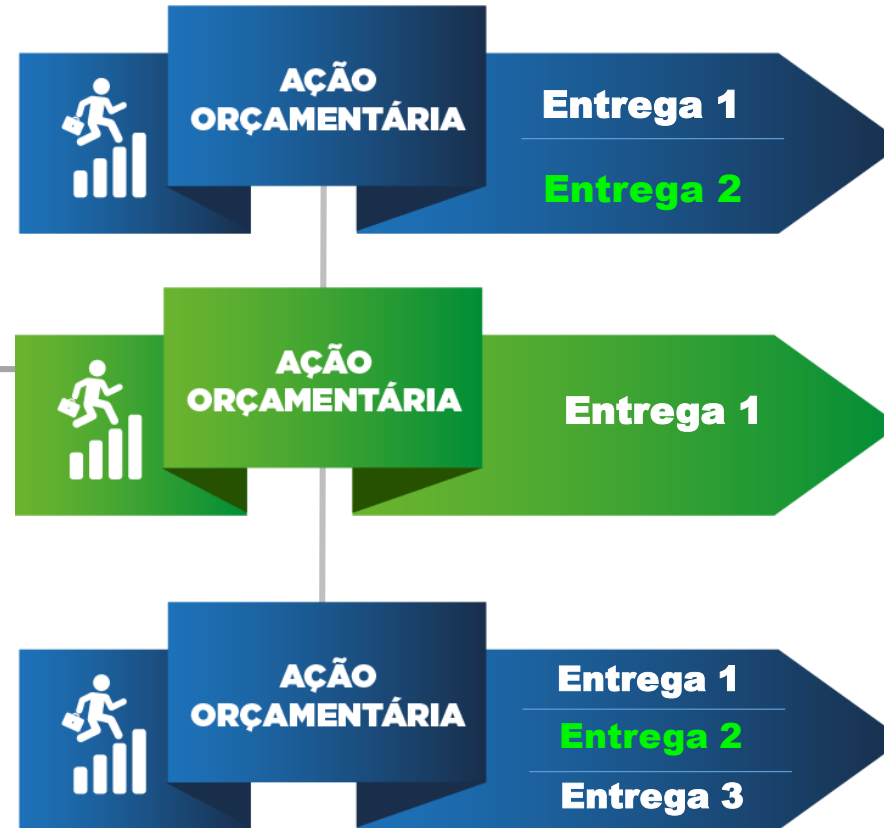 AÇÃO
ORÇAMENTÁRIA
Entrega 1
Entrega 2
AÇÃO
ORÇAMENTÁRIA
Entrega 1
AÇÃO
ORÇAMENTÁRIA
Entrega 1
Entrega 2
Entrega 3